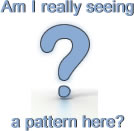 Am I really seeing
?
a pattern here?